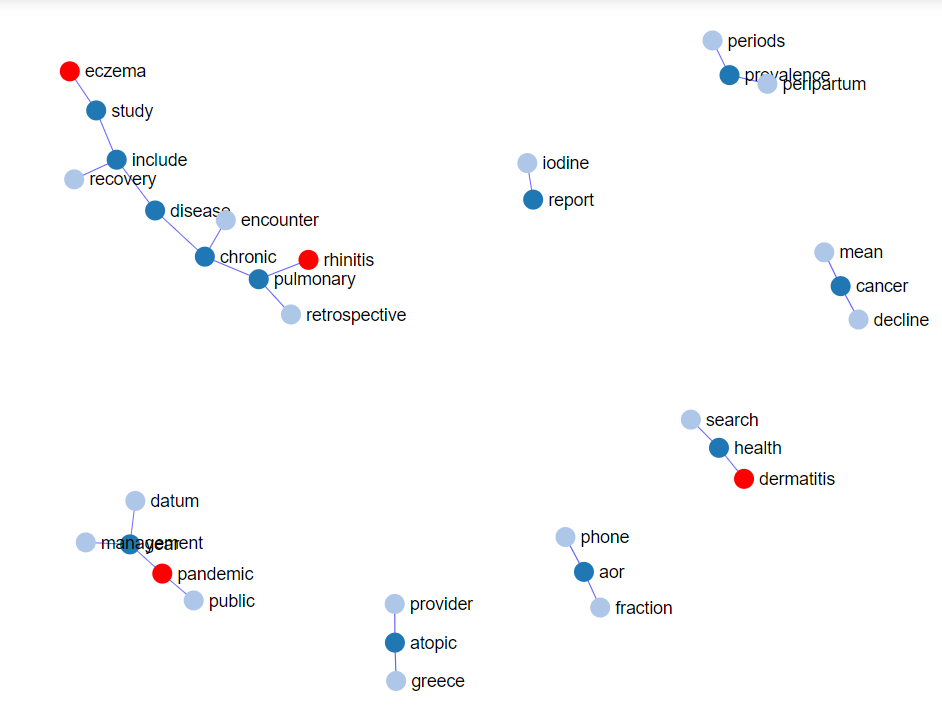 periods
eczema
prevalence
peripartum
study
include
iodine
recovery
report
disease
encounter
mean
chronic
rhinitis
pulmonary
cancer
retrospective
decline
search
health
dermatitis
datum
phone
management
year
aor
pandemic
public
provider
fraction
atopic
greece